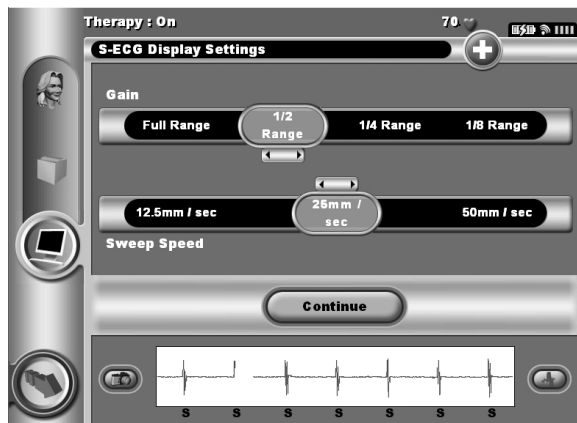 Therapy : On 70
S-ECG Display Settings
Gain
Full Range 1/2 Range 1/4 Range 1/8 Range
12.5mm / sec 25mm / sec 50mm / sec
Sweep Speed
Continue
S S S S S S S